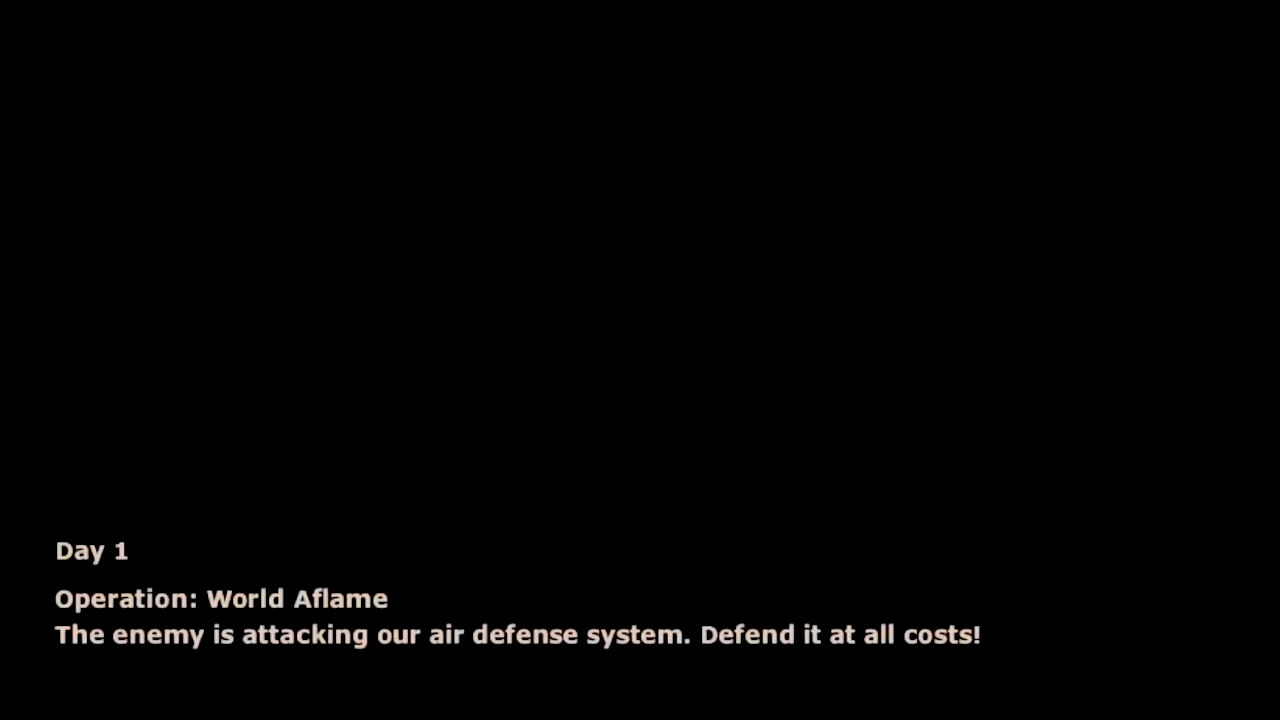 Day 1
Operation: World Aflame
The enemy is attacking our air defense system. Defend it at all costs!